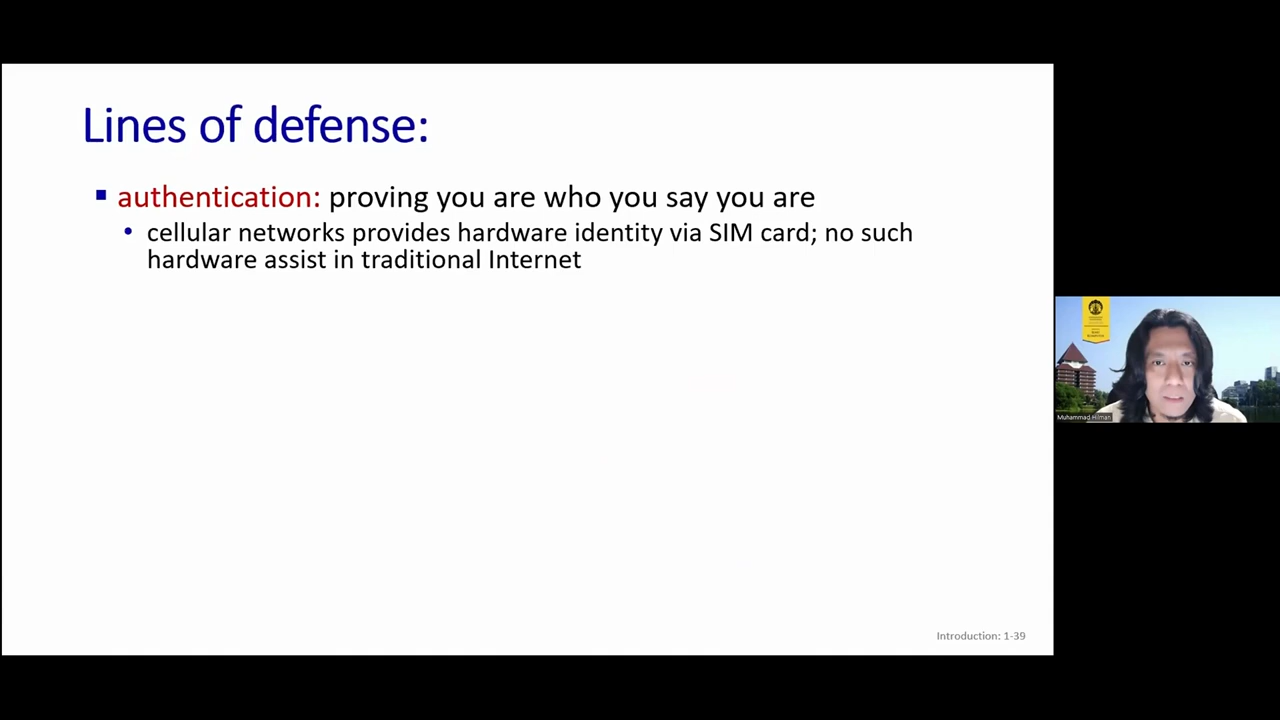 Lines of defense:
▪ authentication: proving you are who you say you are
• cellular networks provides hardware identity via SIM card; no such
hardware assist in traditional Internet
Muhammad Hilman
Introduction: 1-39